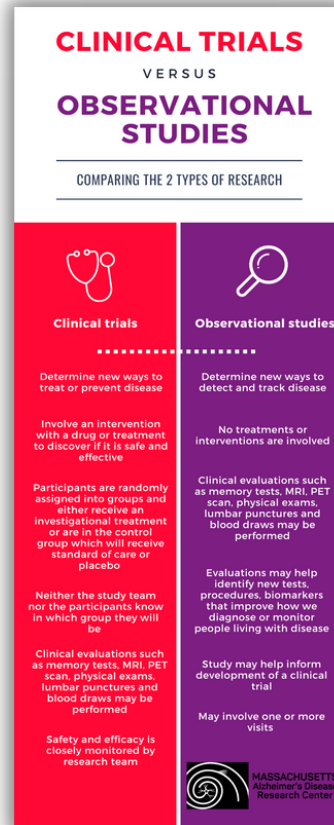 CLINICAL TRIALS
VERSUS
OBSERVATIONAL
STUDIES
COMPARING THE 2 TYPES OF RESEARCH
Clinical trials
Determine new ways to
treat or prevent disease
Involve an intervention
with a drug or treatment
to discover if it is safe and
effective
Participants are randomly
assigned into groups and
either receive an
investigational treatment
or are in the control
group which will receive
standard of care or
placebo
Neither the study team
nor the participants know
in which group they will
be
Clinical evaluations such
as memory tests, MRI, PET
scan, physical exams,
lumbar punctures and
blood draws may be
performed
Safety and efficacy is
closely monitored by
research team
Observational studies
Determine new ways to
detect and track disease
No treatments or
interventions are involved
Clinical evaluations such
as memory tests, MRI, PET
scan, physical exams,
lumbar punctures and
blood draws may be
performed
Evaluations may help
identify new tests,
procedures, biomarkers
that improve how we
diagnose or monitor
people living with disease
Study may help inform
development of a clinical
trial
May involve one or more
visits
MASSACHUSETTS
Alzheimer's Disease
Research Center